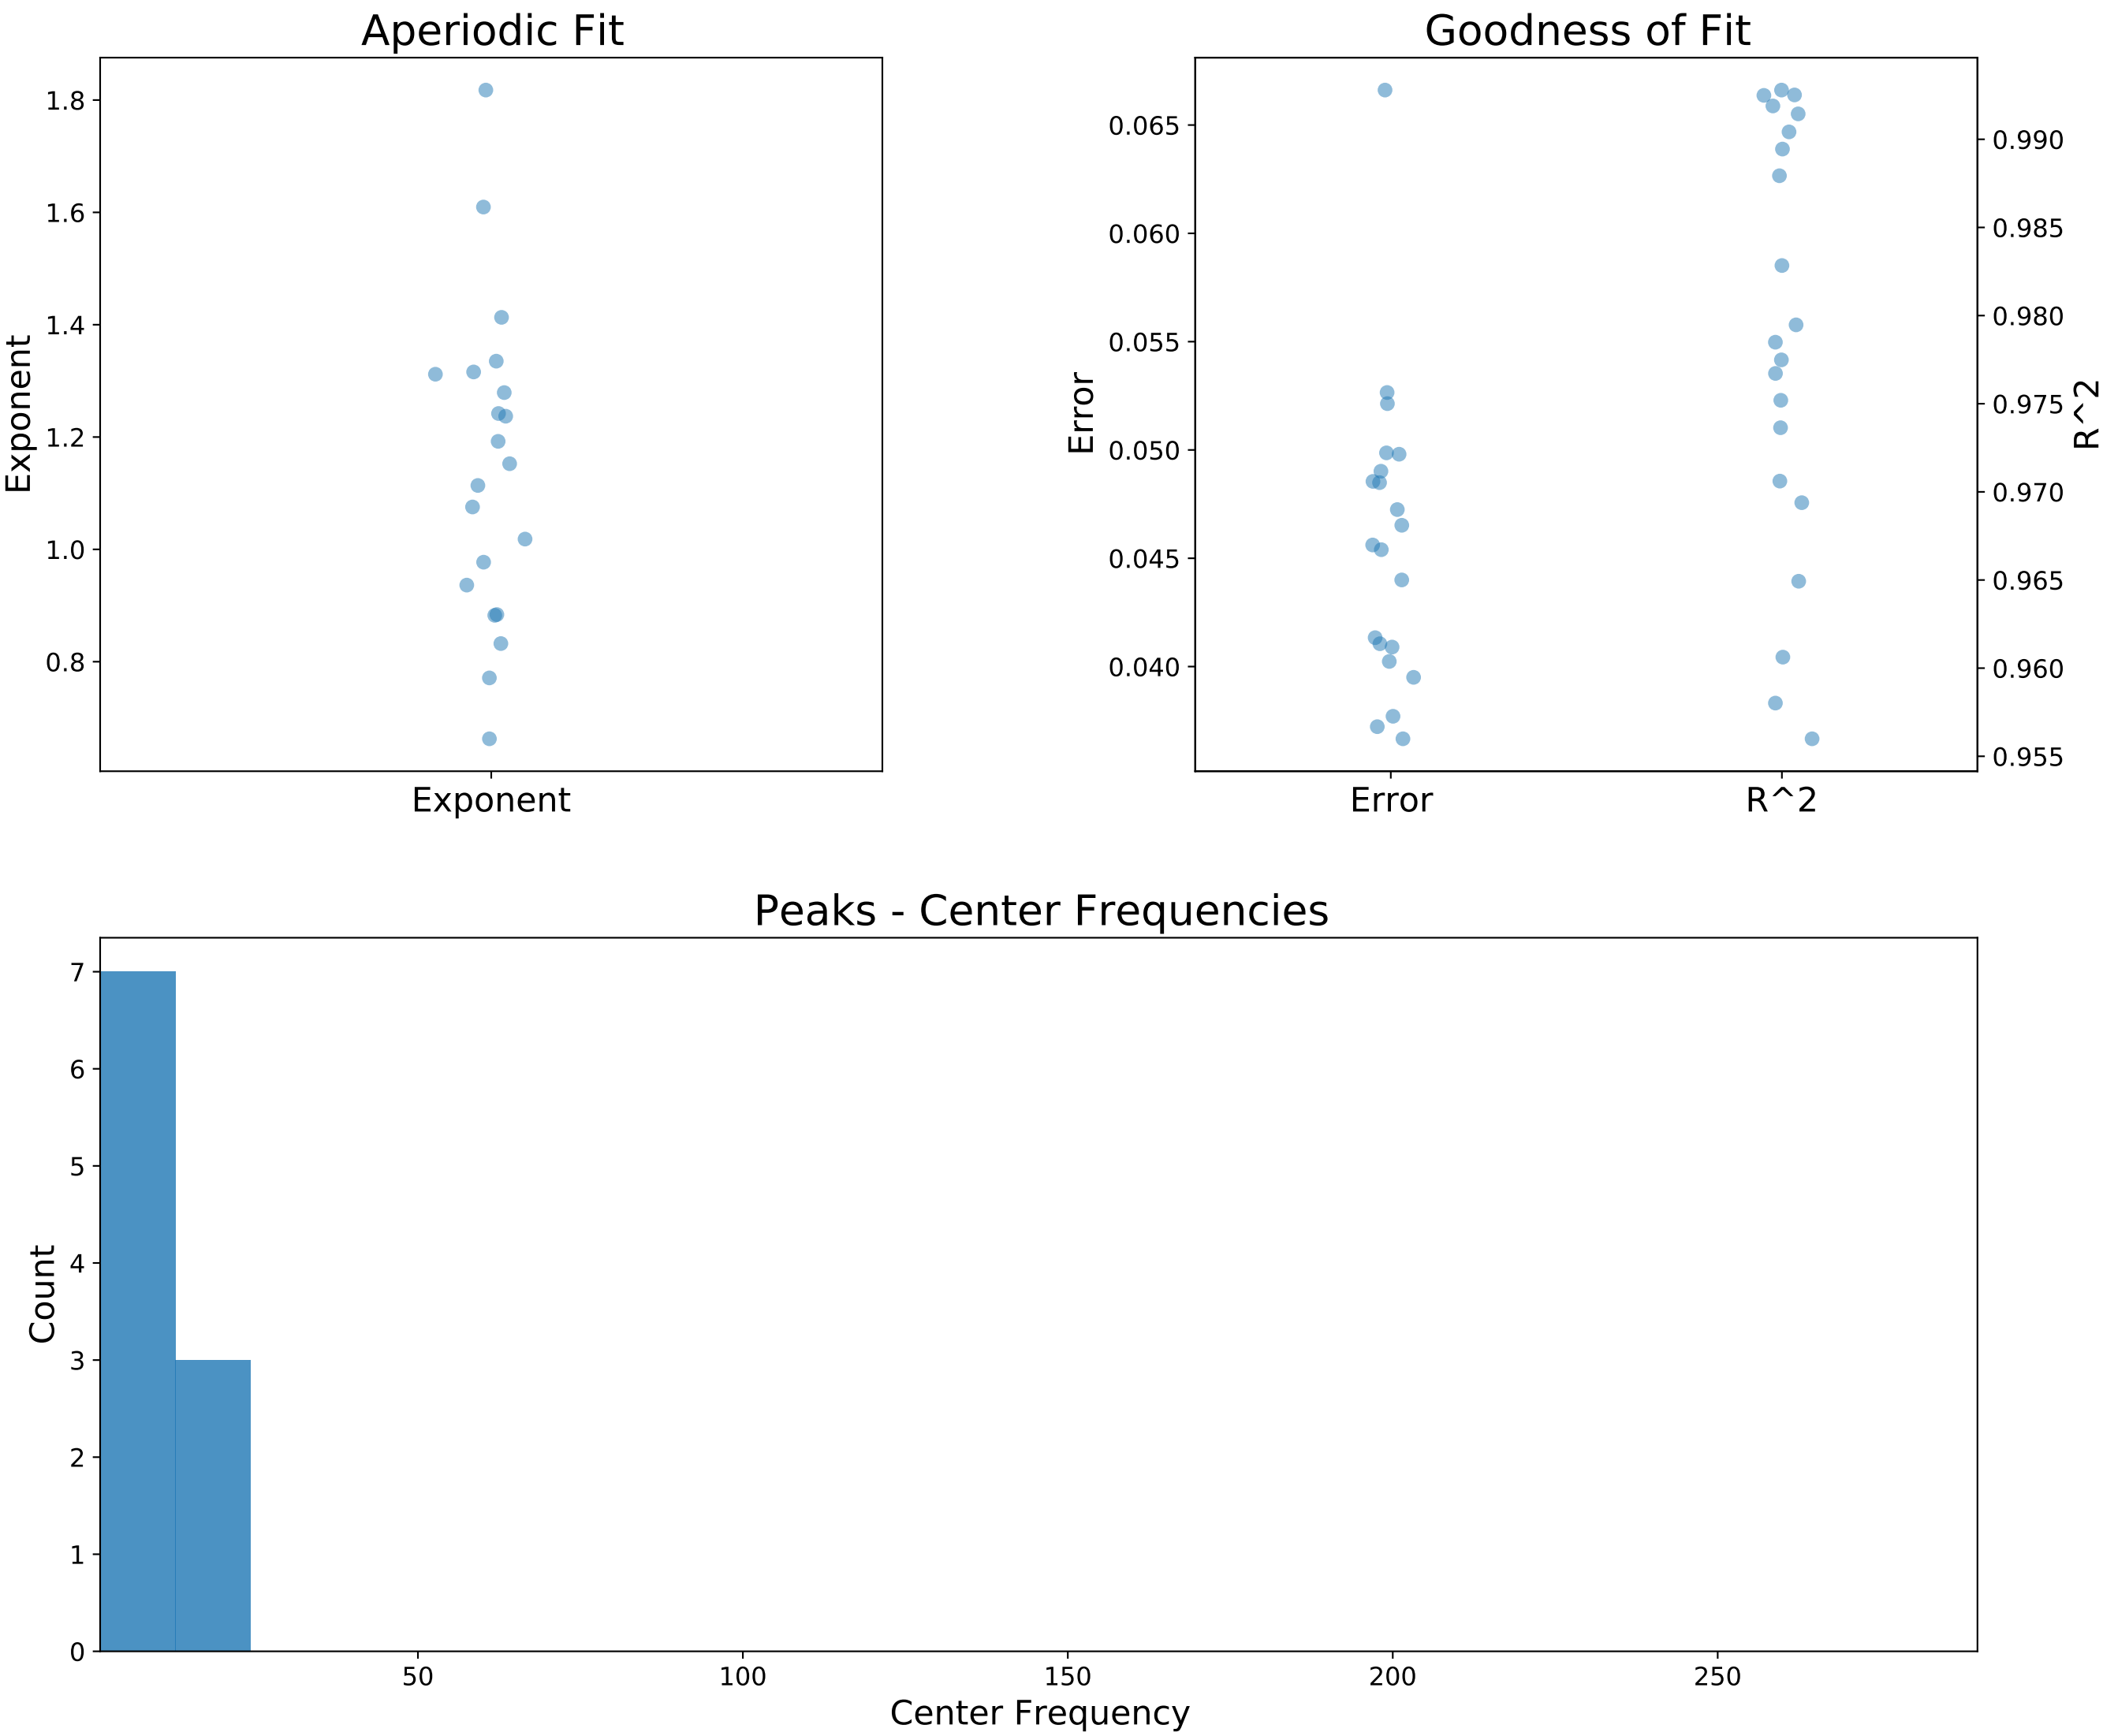 Aperiodic Fit
Exponent
1.8
1.6
1.4
1.2
1.0
0.8
Exponent
Goodness of Fit
Error
0.065
0.060
0.055
0.050
0.045
0.040
Error
R^2
0.990
0.985
0.980
0.975
0.970
0.965
0.960
0.955
R^2
Peaks - Center Frequencies
Count
7
6
5
4
3
2
1
0
50 100 150 200 250
Center Frequency